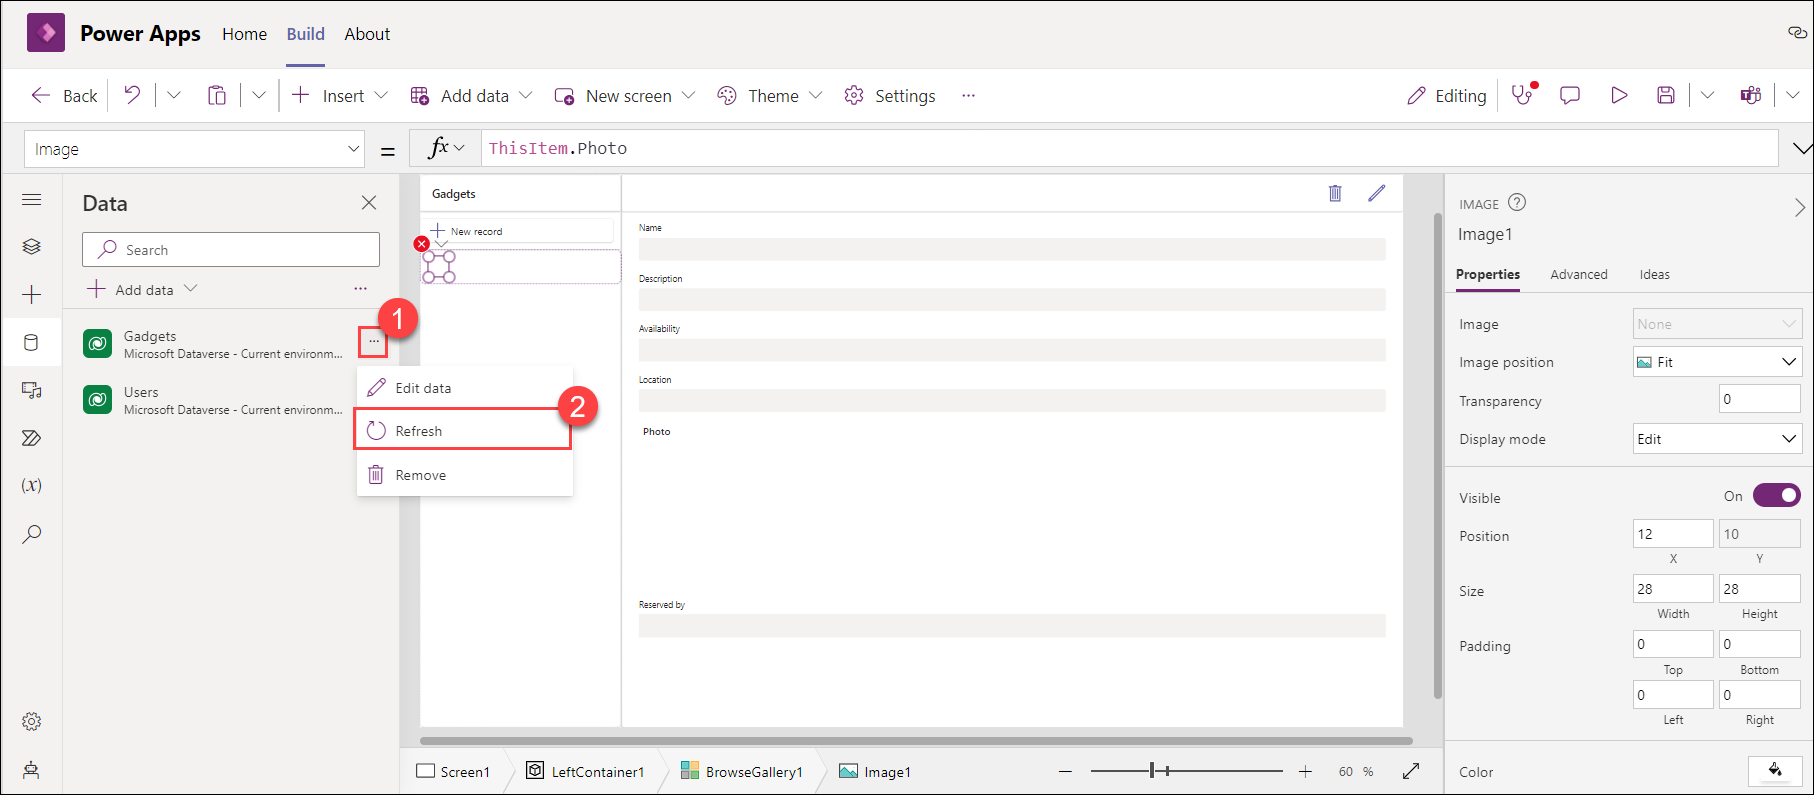 Power Apps Home Build About
Back Insert Add data New screen Theme Settings ... Editing
Image = fx ThisItem.Photo
Data
Search
Add data ...
1
Gadgets
Microsoft Dataverse - Current environm... ...
Users
Microsoft Dataverse - Current environm...
Edit data
2
Refresh
Remove
(x)
Gadgets
New record
Name
Description
Availability
Location
Photo
Reserved by
Screen1 LeftContainer1 BrowseGallery1 Image1 60 %
IMAGE ?
Image1
Properties Advanced Ideas
Image None
Image position Fit
Transparency 0
Display mode Edit
Visible On
Position 12 10
X Y
Size 28 28
Width Height
Padding 0 0
Top Bottom
0 0
Left Right
Color